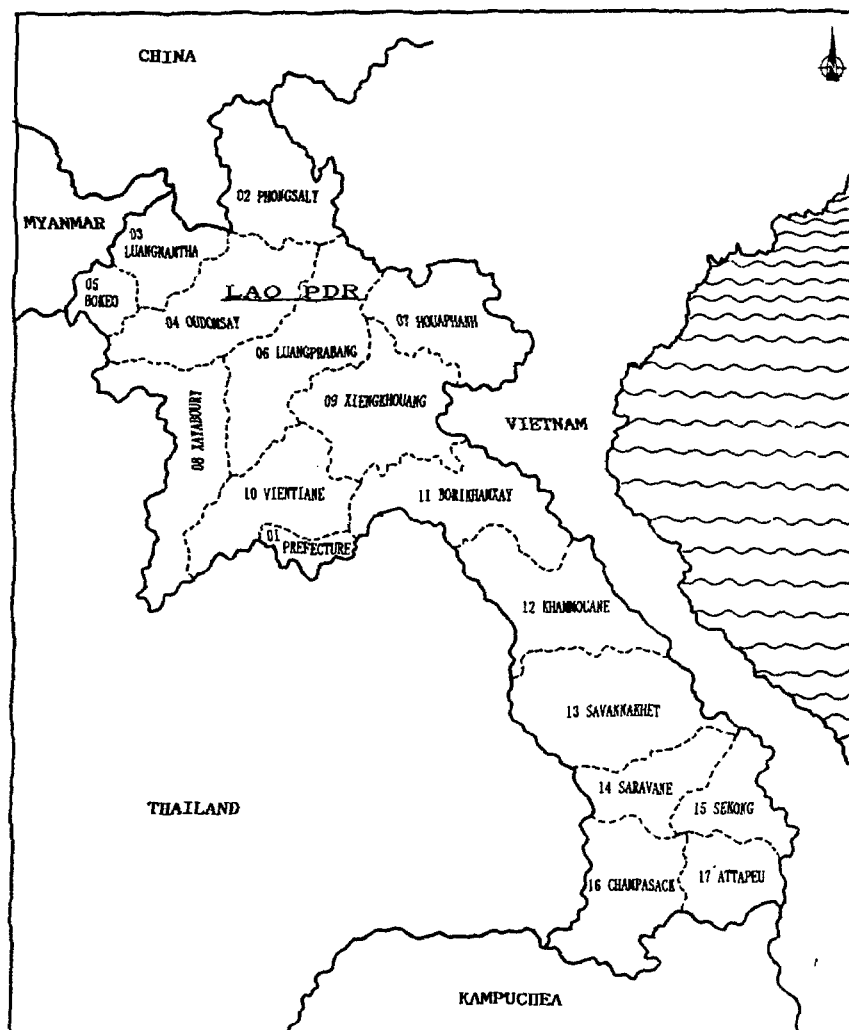 CHINA
N
02 PHONGSALY
MYANMAR
03
LUANGNANTHA
05
BOKEO
LAO PDR
04 OUDOMSAY
07 HOUAPHANH
06 LUANGPRABANG
08 XAYABOURY
09 XIENGKHOUANG
VIETNAM
10 VIENTIANE
11 BORIKHAMXAY
01
PREFECTURE
12 KHAMMOUANE
13 SAVANNAKHET
14 SARAVANE
THAILAND
15 SEKONG
16 CHAMPASACK
17 ATTAPEU
KAMPUCHEA